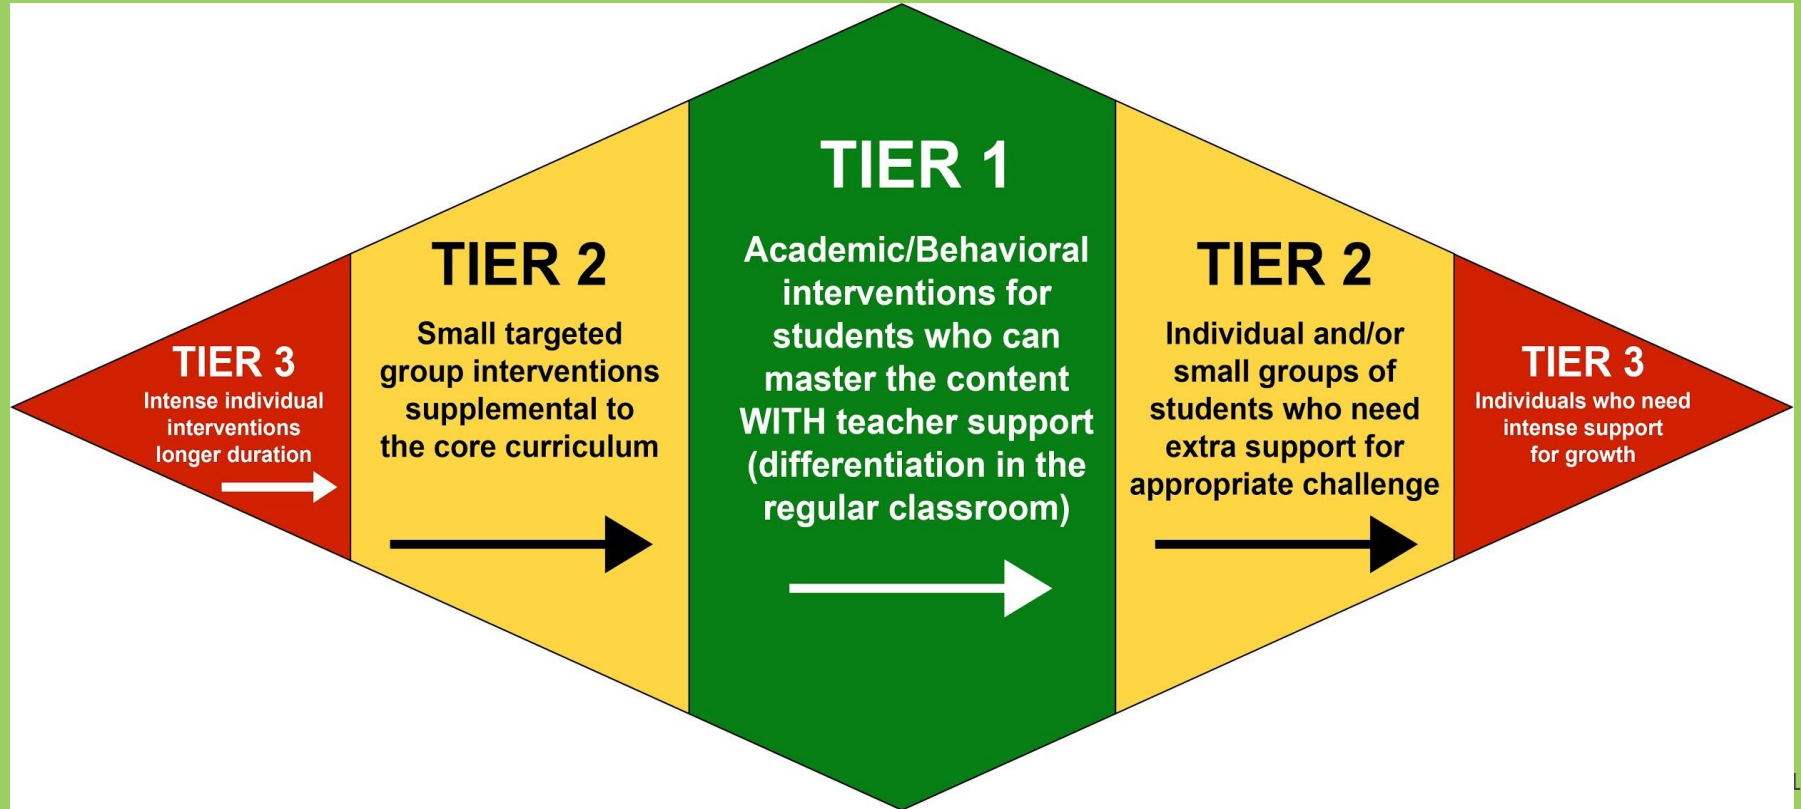 TIER 3
Intense individual
interventions
longer duration
TIER 2
Small targeted
group interventions
supplemental to
the core curriculum
TIER 1
Academic/Behavioral
interventions for
students who can
master the content
WITH teacher support
(differentiation in the
regular classroom)
TIER 2
Individual and/or
small groups of
students who need
extra support for
appropriate challenge
TIER 3
Individuals who need
intense support
for growth